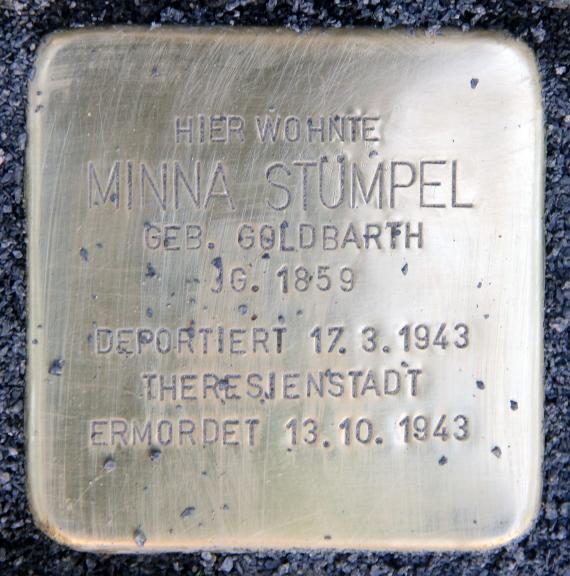 HIER WOHNTE
MINNA STÜMPEL
GEB. GOLDBARTH
JG. 1859
DEPORTIERT 17. 3. 1943
THERESIENSTADT
ERMORDET 13. 10. 1943